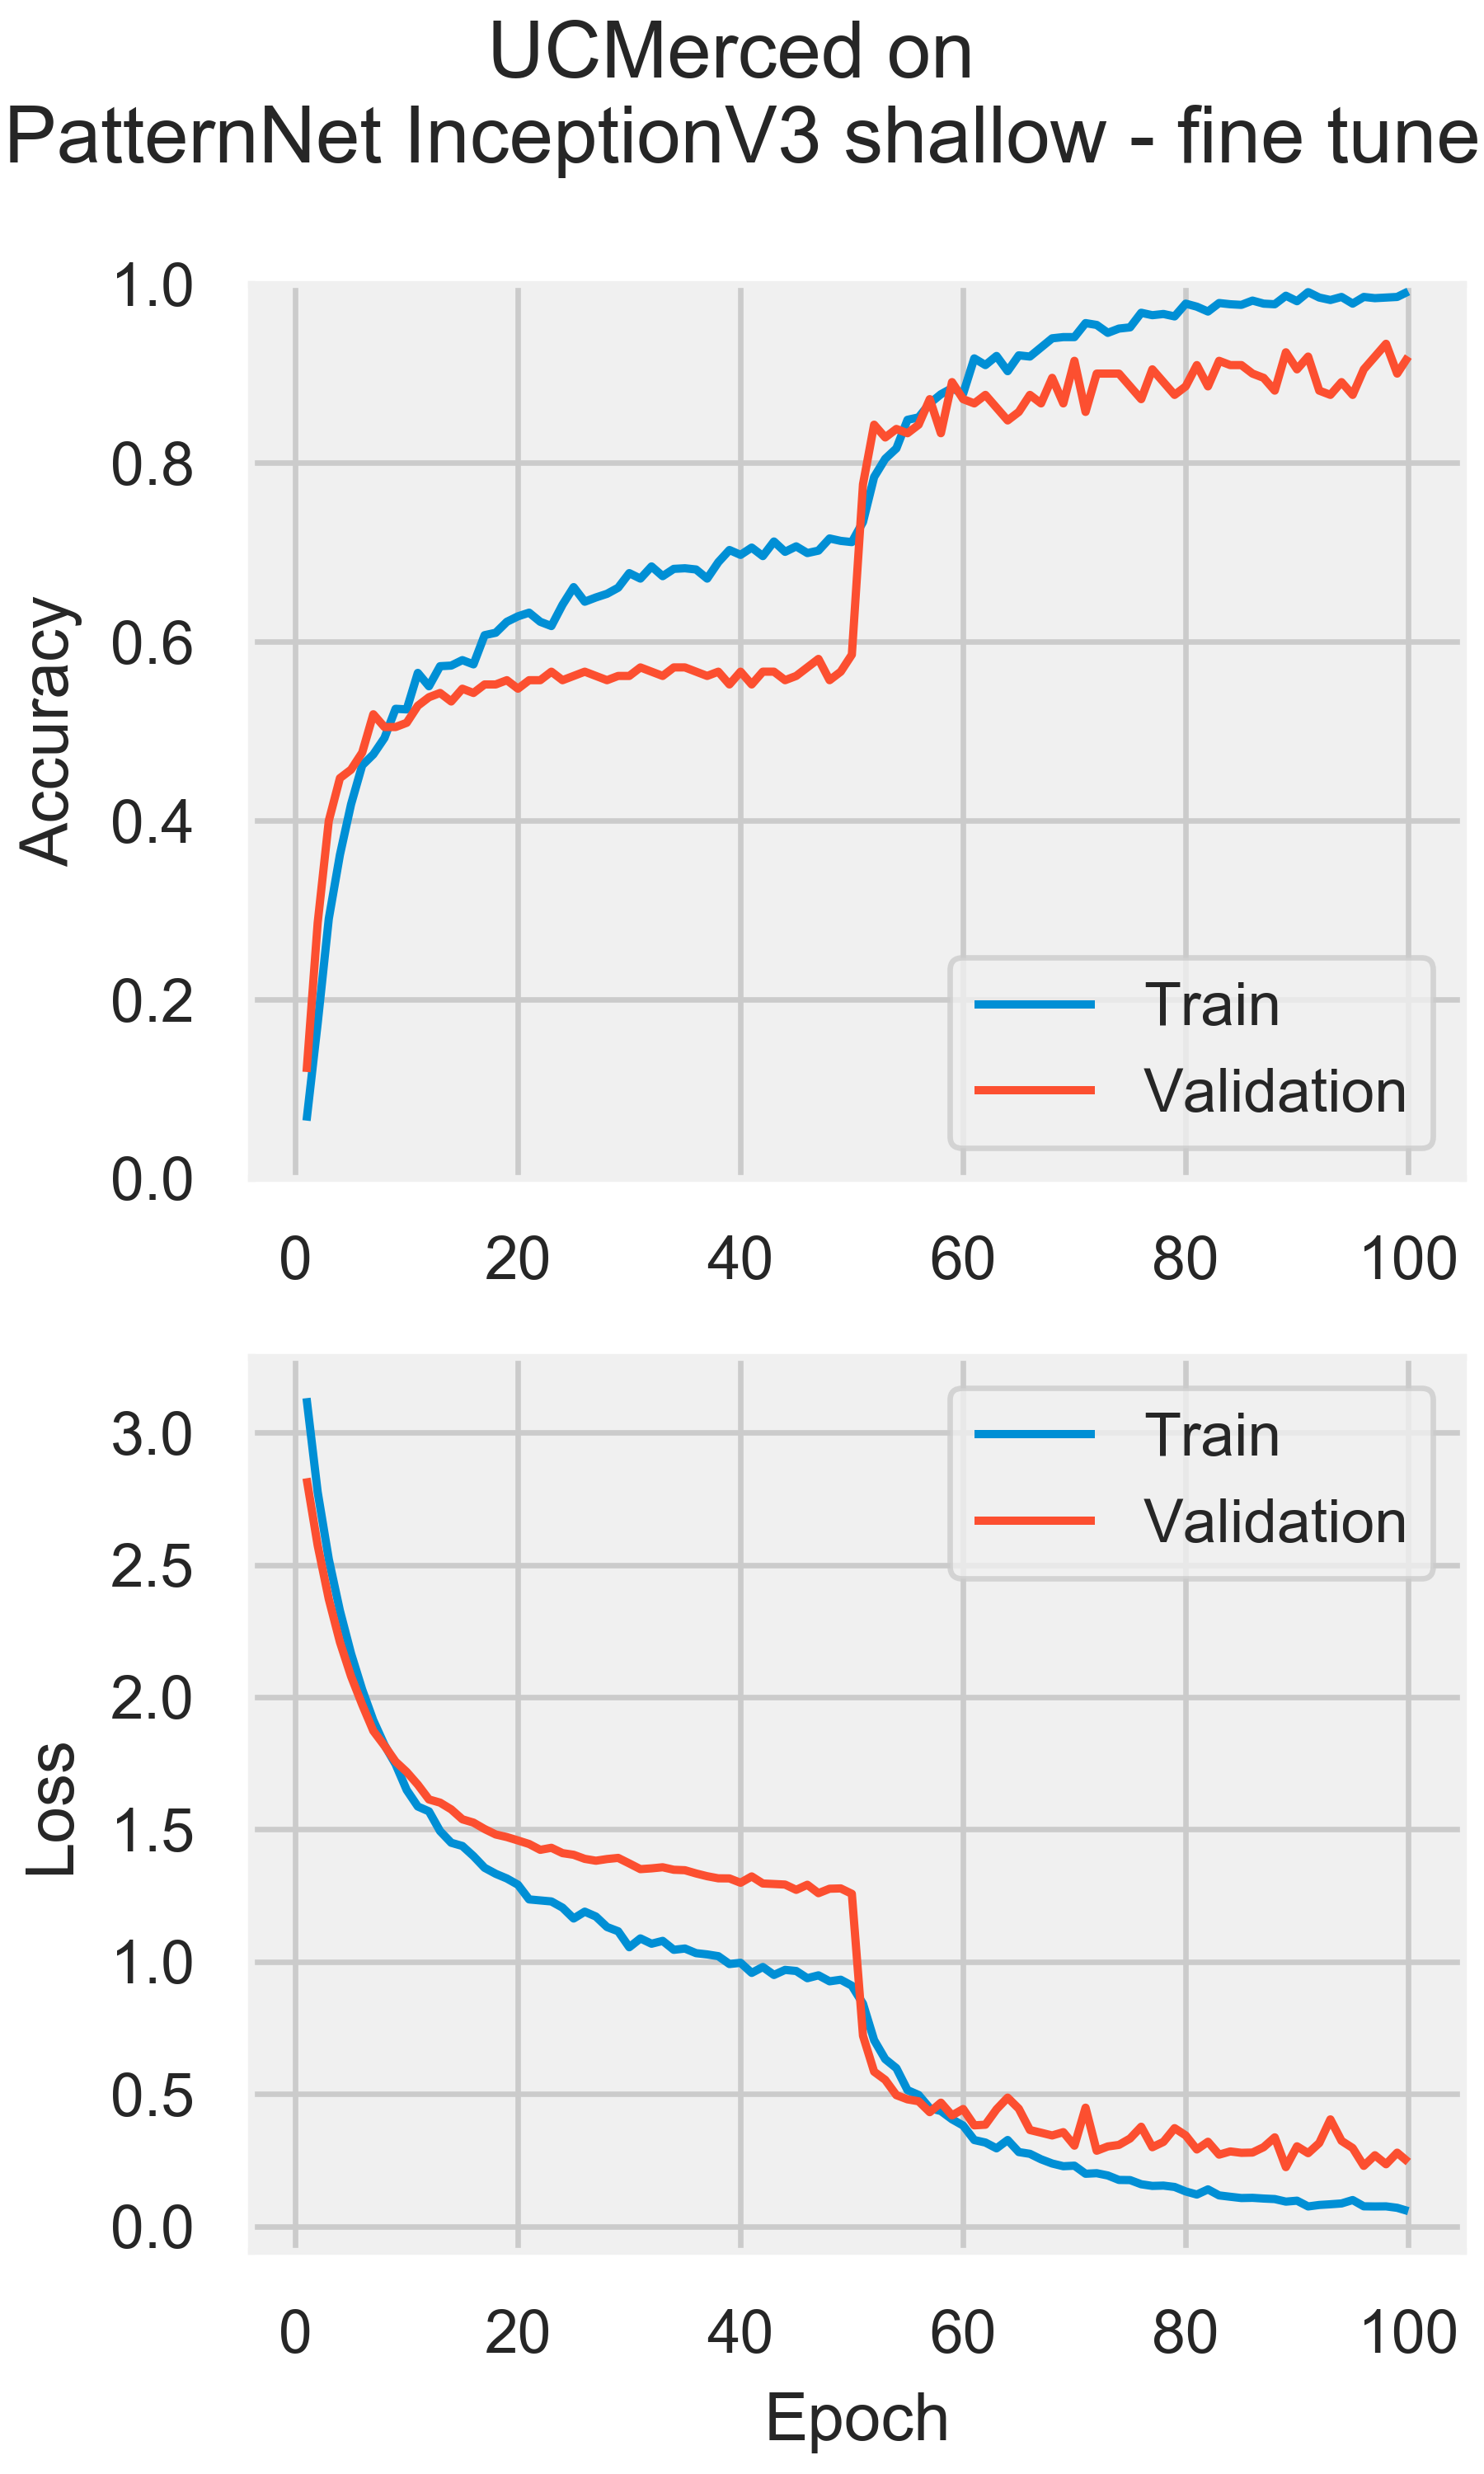 UCMerced on
PatternNet InceptionV3 shallow - fine tune
1.0
0.8
0.6
0.4
0.2
0.0
Accuracy
Train
Validation
0 20 40 60 80 100
3.0
2.5
2.0
1.5
1.0
0.5
0.0
Loss
Train
Validation
0 20 40 60 80 100
Epoch